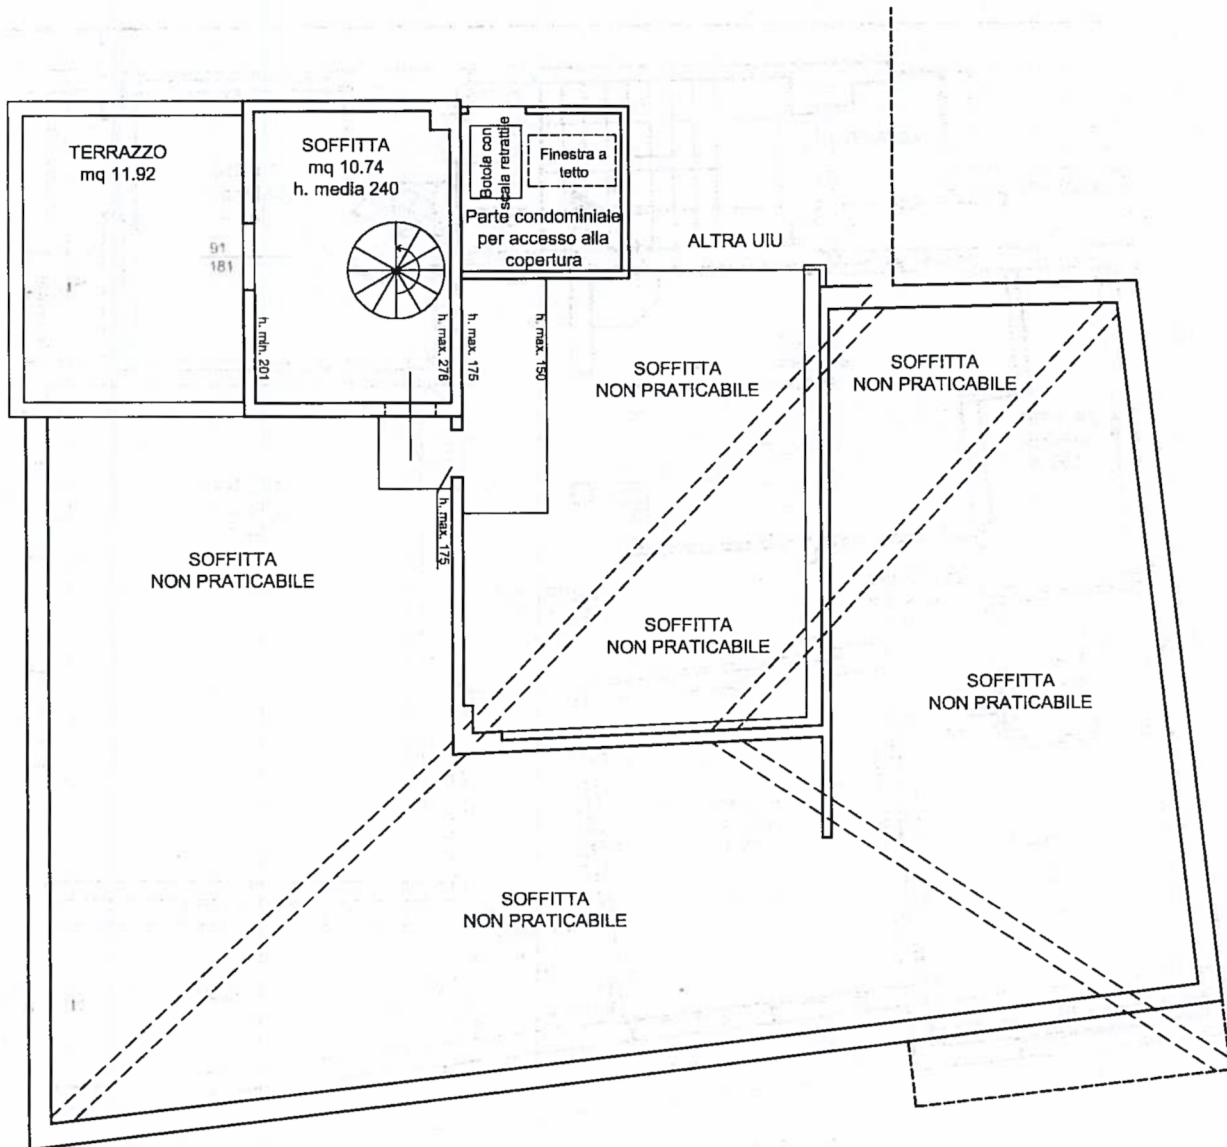 TERRAZZO
mq 11.92
SOFFITTA
mq 10.74
h. media 240
Botola con
scala retrattile
Finestra a
tetto
Parte condominiale
per accesso alla
copertura
ALTRA UIU
91
181
h. min. 201
h. max. 276
h. max. 175
h. max. 150
SOFFITTA
NON PRATICABILE
SOFFITTA
NON PRATICABILE
h. max. 175
SOFFITTA
NON PRATICABILE
SOFFITTA
NON PRATICABILE
SOFFITTA
NON PRATICABILE
SOFFITTA
NON PRATICABILE